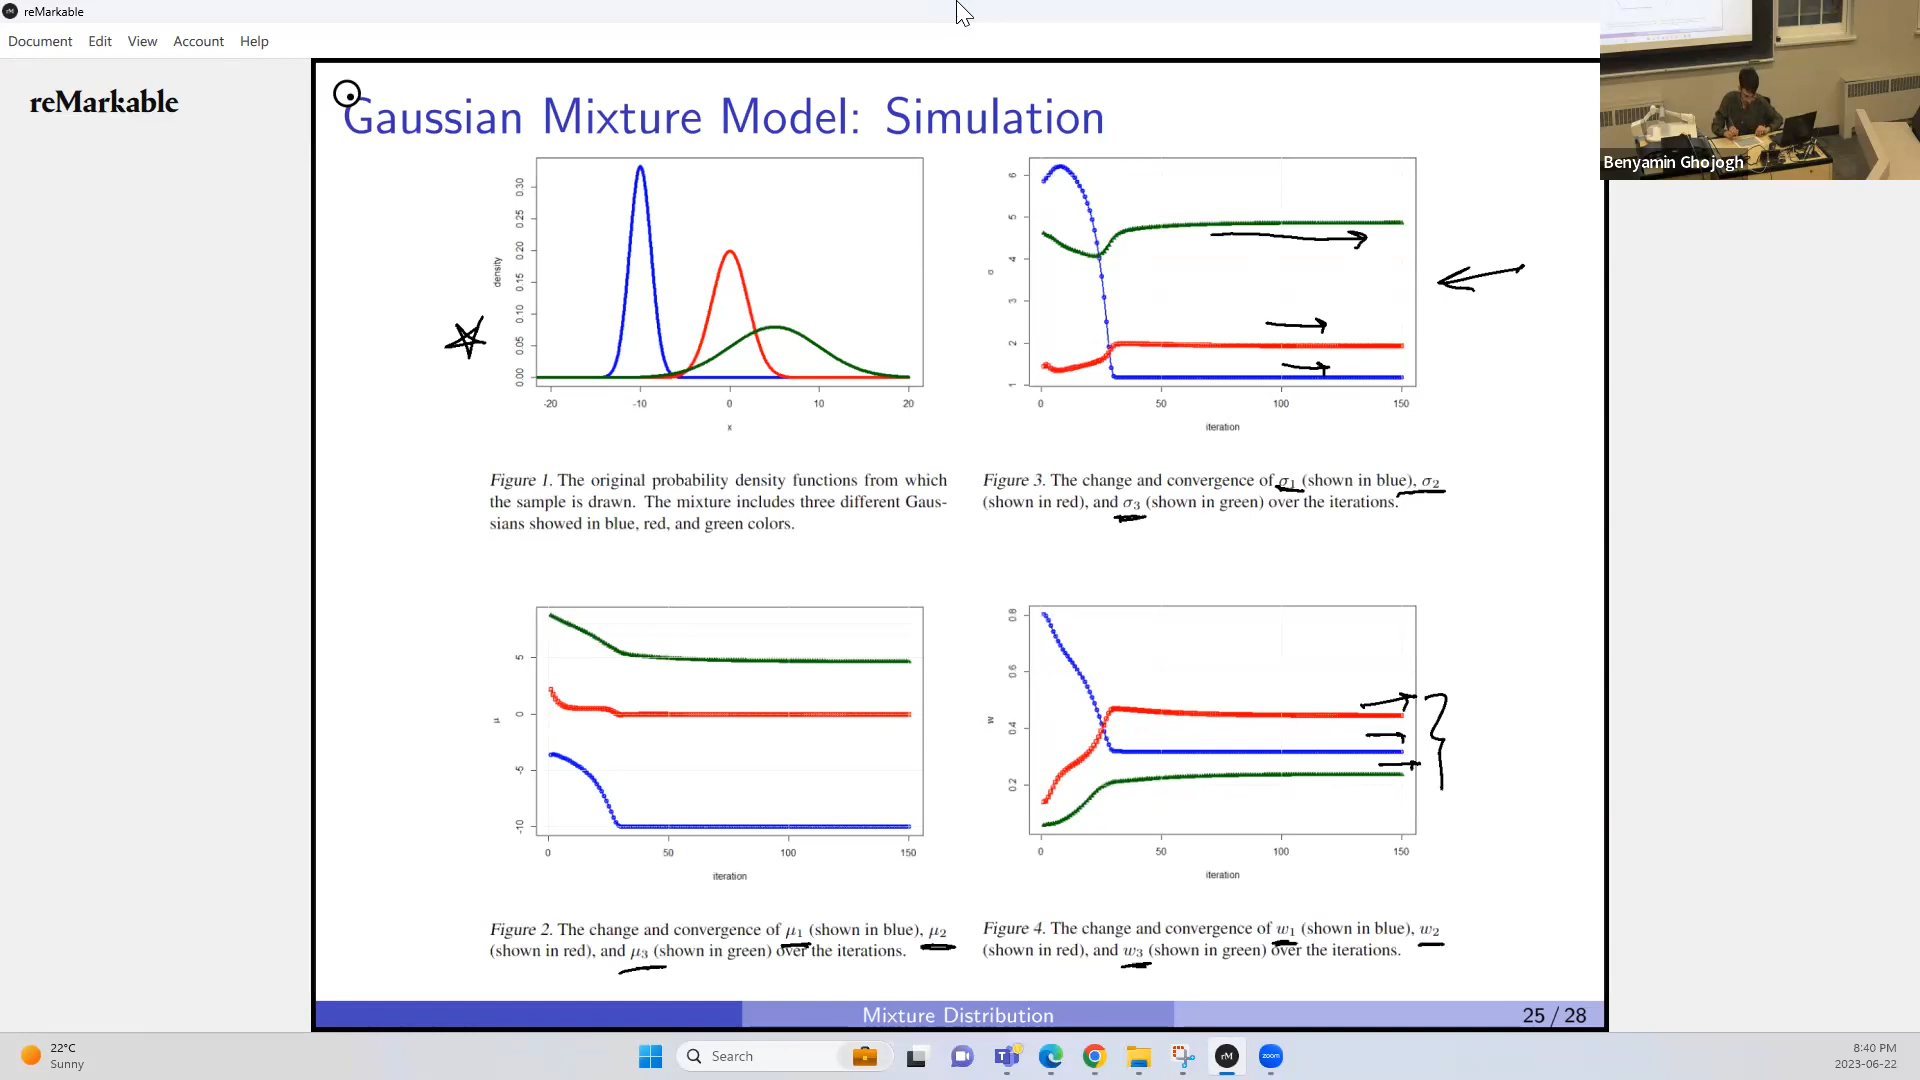 reMarkable
Document Edit View Account Help
reMarkable
Gaussian Mixture Model: Simulation
Benyamin Ghojogh
density
0.00 0.05 0.10 0.15 0.20 0.25 0.30
-20 -10 0 10 20
x
σ
1 2 3 4 5 6
0 50 100 150
iteration
Figure 1. The original probability density functions from which
the sample is drawn. The mixture includes three different Gaus-
sians showed in blue, red, and green colors.
Figure 3. The change and convergence of σ1 (shown in blue), σ2
(shown in red), and σ3 (shown in green) over the iterations.
μ
-10 -5 0 5
0 50 100 150
iteration
w
0.2 0.4 0.6 0.8
0 50 100 150
iteration
Figure 2. The change and convergence of μ1 (shown in blue), μ2
(shown in red), and μ3 (shown in green) over the iterations.
Figure 4. The change and convergence of w1 (shown in blue), w2
(shown in red), and w3 (shown in green) over the iterations.
Mixture Distribution
25 / 28
22°C
Sunny
Search
rM
zoom
8:40 PM
2023-06-22